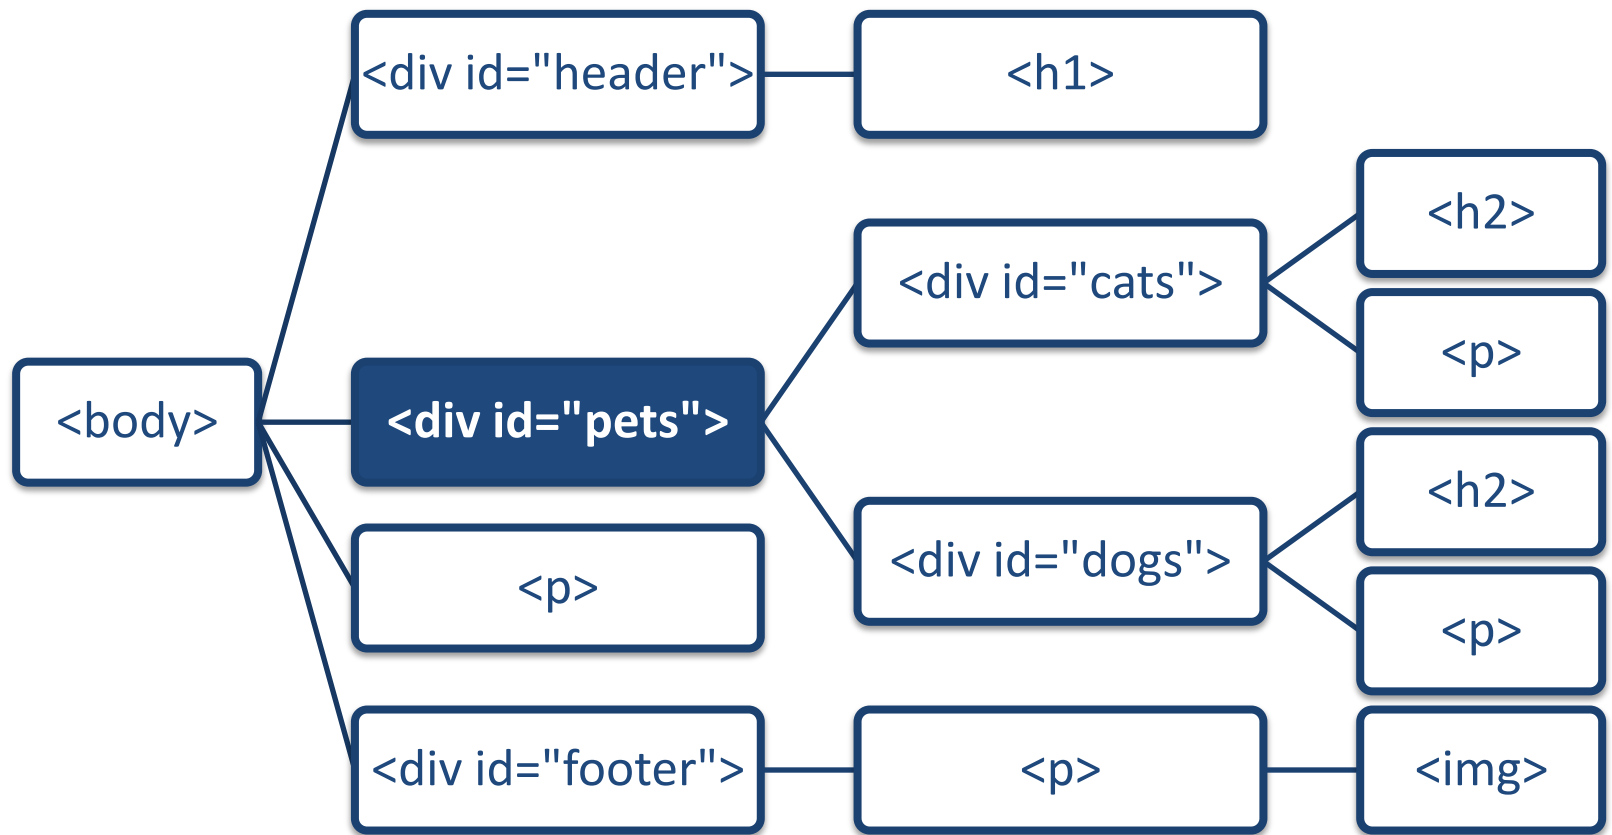 <div id="header">
<h1>
<h2>
<div id="cats">
<p>
<body>
<div id="pets">
<h2>
<div id="dogs">
<p>
<p>
<div id="footer">
<p>
<img>